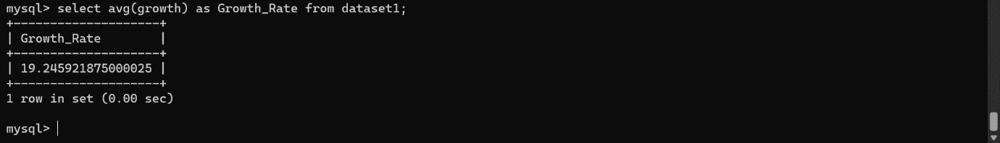 mysql> select avg(growth) as Growth_Rate from dataset1;
+--------------------+
| Growth_Rate        |
+--------------------+
| 19.245921875000025 |
+--------------------+
1 row in set (0.00 sec)
mysql>